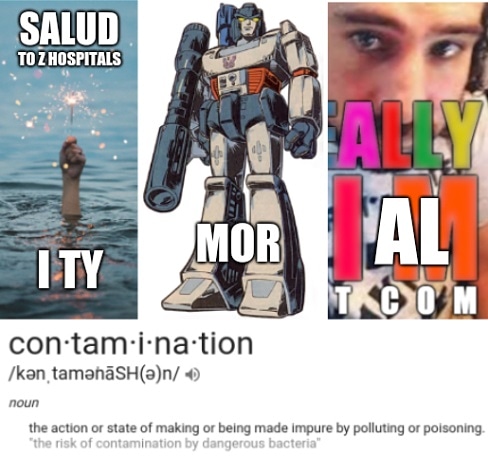 SALUD
TO Z HOSPITALS
I TY
MOR
ALLY
I M
AL
T COM
con·tam·i·na·tion
/kənˌtaməˈnāSH(ə)n/
noun
the action or state of making or being made impure by polluting or poisoning.
"the risk of contamination by dangerous bacteria"